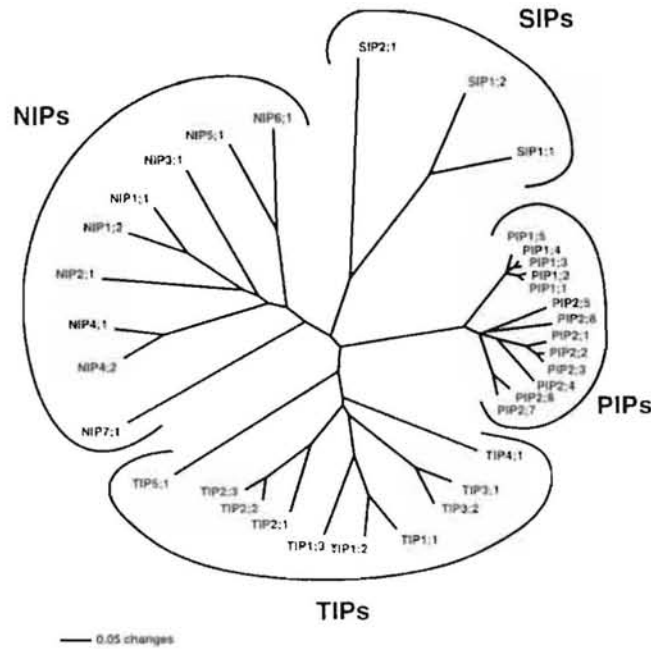 SIPs
SIP2;1
SIP1;2
SIP1;1
NIPs
NIP6;1
NIP5;1
NIP3;1
NIP1;1
NIP1;2
NIP2;1
NIP4;1
NIP4;2
NIP7;1
PIP1;5
PIP1;4
PIP1;3
PIP1;2
PIP1;1
PIP2;5
PIP2;8
PIP2;1
PIP2;2
PIP2;3
PIP2;4
PIP2;6
PIP2;7
PIPs
TIP4;1
TIP3;1
TIP3;2
TIP5;1
TIP2;3
TIP2;2
TIP2;1
TIP1;3
TIP1;2
TIP1;1
TIPs
0.05 changes